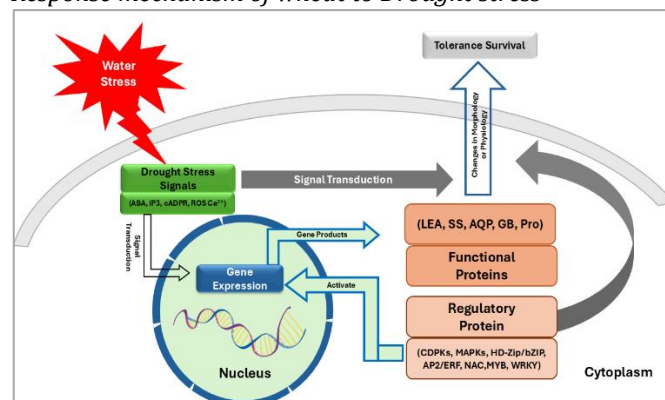 Response Mechanism of Wheat to Drought Stress
Water
Stress
Tolerance Survival
Changes in Morphology
or Physiology
Drought Stress
Signals
(ABA, IP3, cADPR, ROS Ca²⁺)
Signal Transduction
Signal
Transduction
Gene Products
Gene
Expression
Activate
Nucleus
(LEA, SS, AQP, GB, Pro)
Functional
Proteins
Regulatory
Protein
(CDPKs, MAPKs, HD-Zip/bZIP,
AP2/ERF, NAC,MYB, WRKY)
Cytoplasm